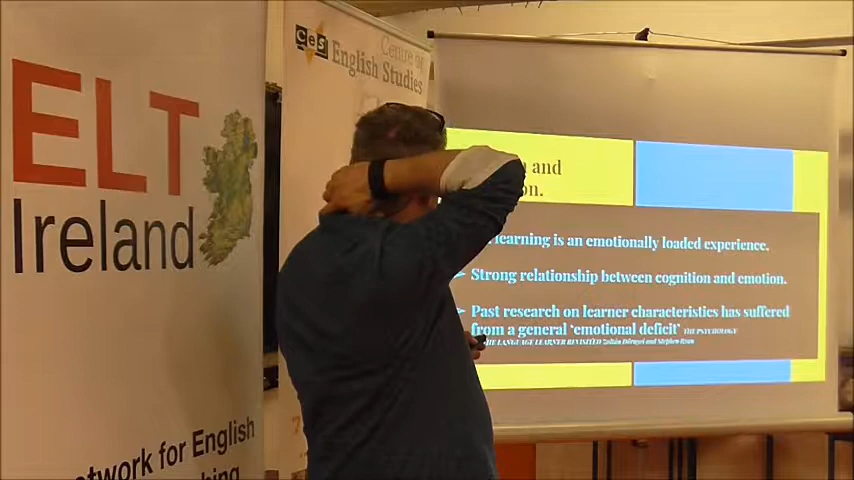 ELT
Ireland
network for English
CES
Centre of
English
Studies
and
on.
learning is an emotionally loaded experience.
Strong relationship between cognition and emotion.
Past research on learner characteristics has suffered
from a general 'emotional deficit' THE PSYCHOLOGY
THE LANGUAGE LEARNER REVISITED Zoltán Dörnyei and Stephen Ryan.